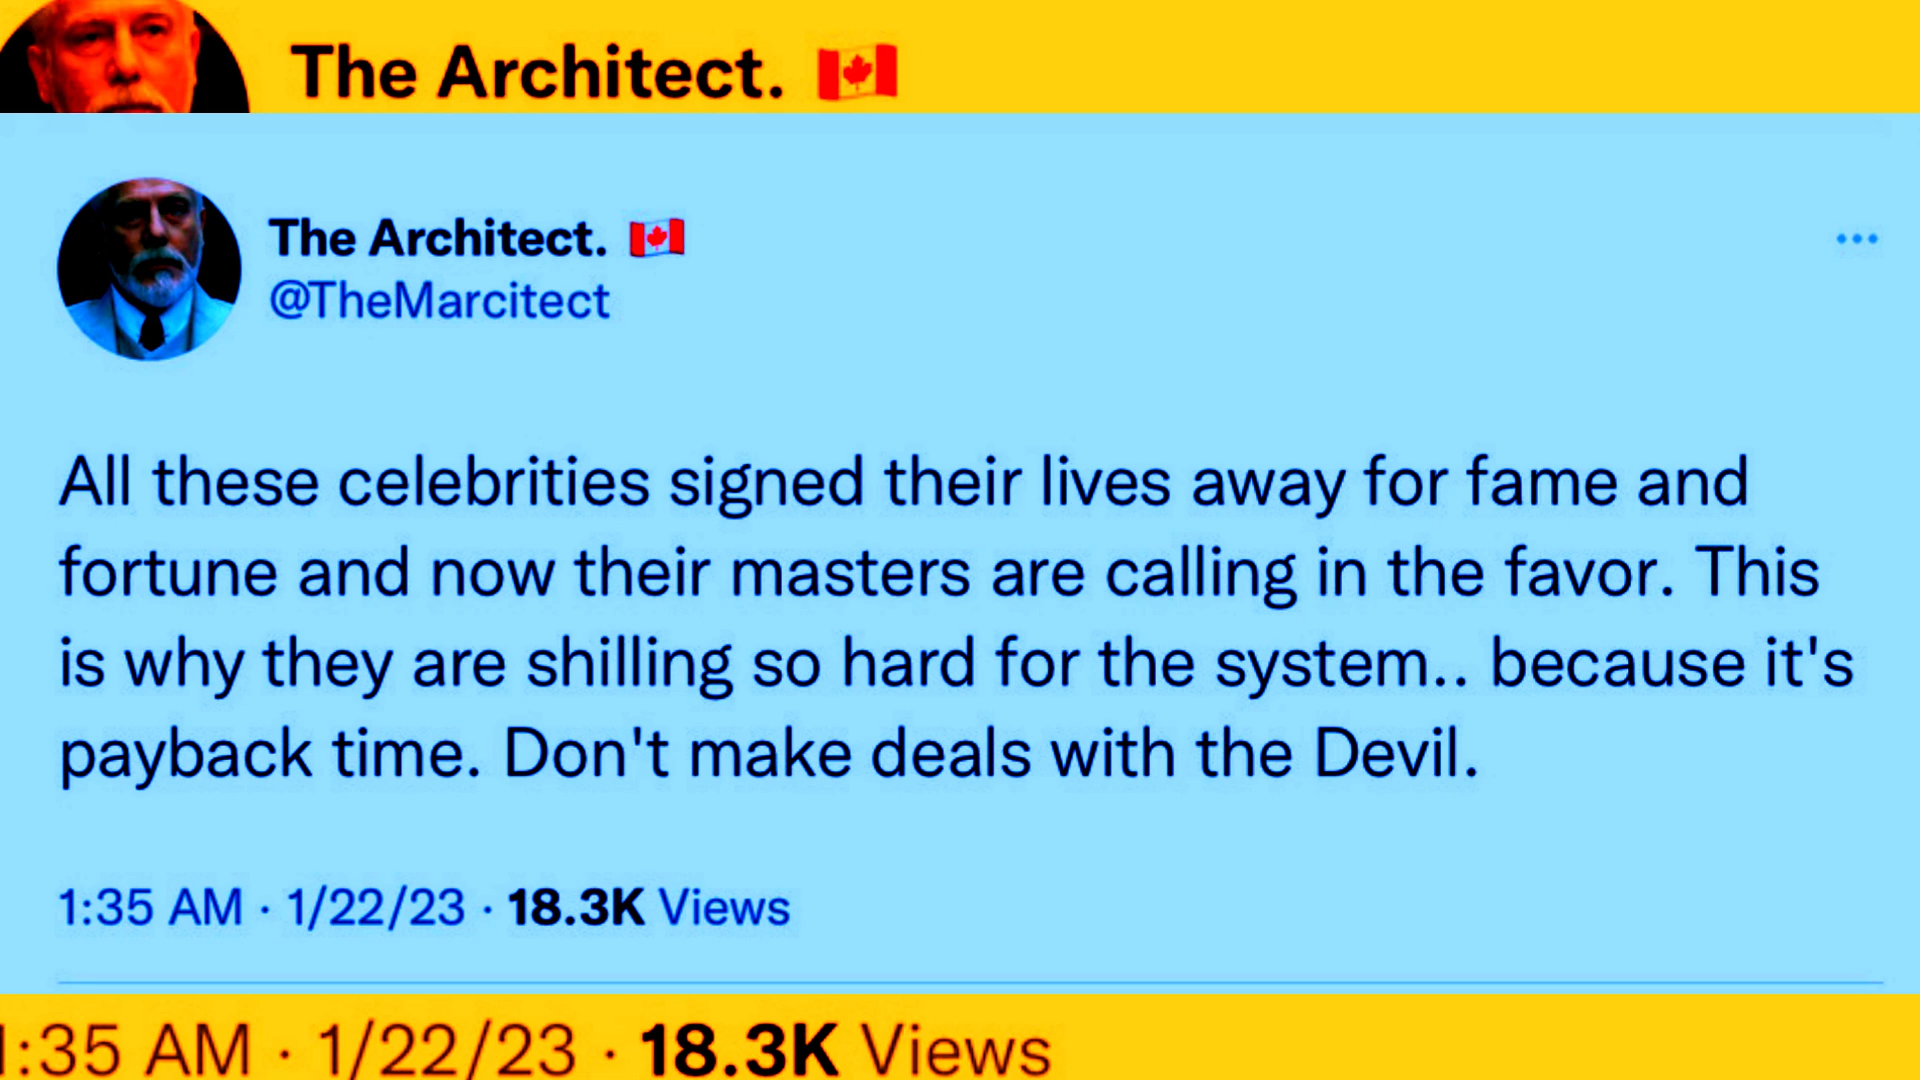 The Architect. 🇨🇦
The Architect. 🇨🇦
@TheMarcitect
All these celebrities signed their lives away for fame and
fortune and now their masters are calling in the favor. This
is why they are shilling so hard for the system.. because it's
payback time. Don't make deals with the Devil.
1:35 AM · 1/22/23 · 18.3K Views
1:35 AM · 1/22/23 · 18.3K Views